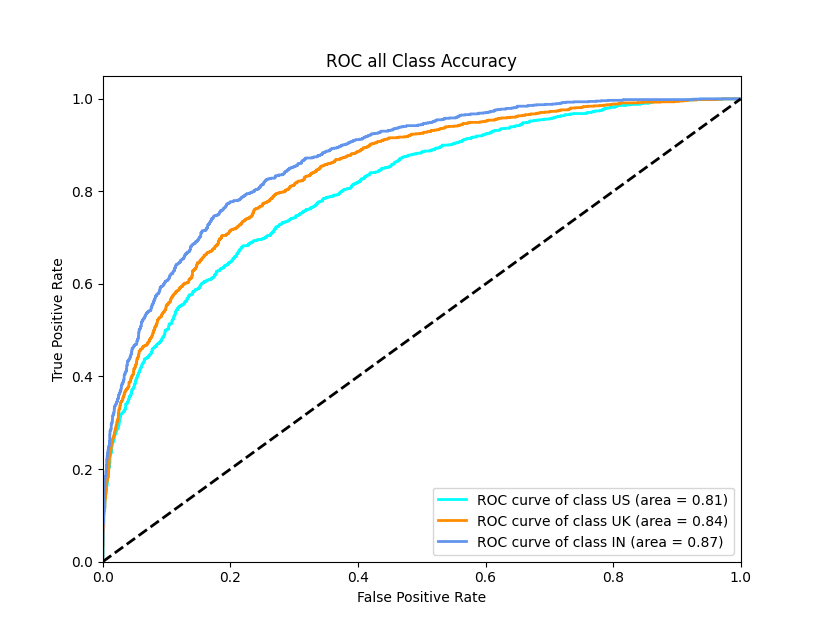 ROC all Class Accuracy
True Positive Rate
1.0
0.8
0.6
0.4
0.2
0.0
ROC curve of class US (area = 0.81)
ROC curve of class UK (area = 0.84)
ROC curve of class IN (area = 0.87)
0.0 0.2 0.4 0.6 0.8 1.0
False Positive Rate